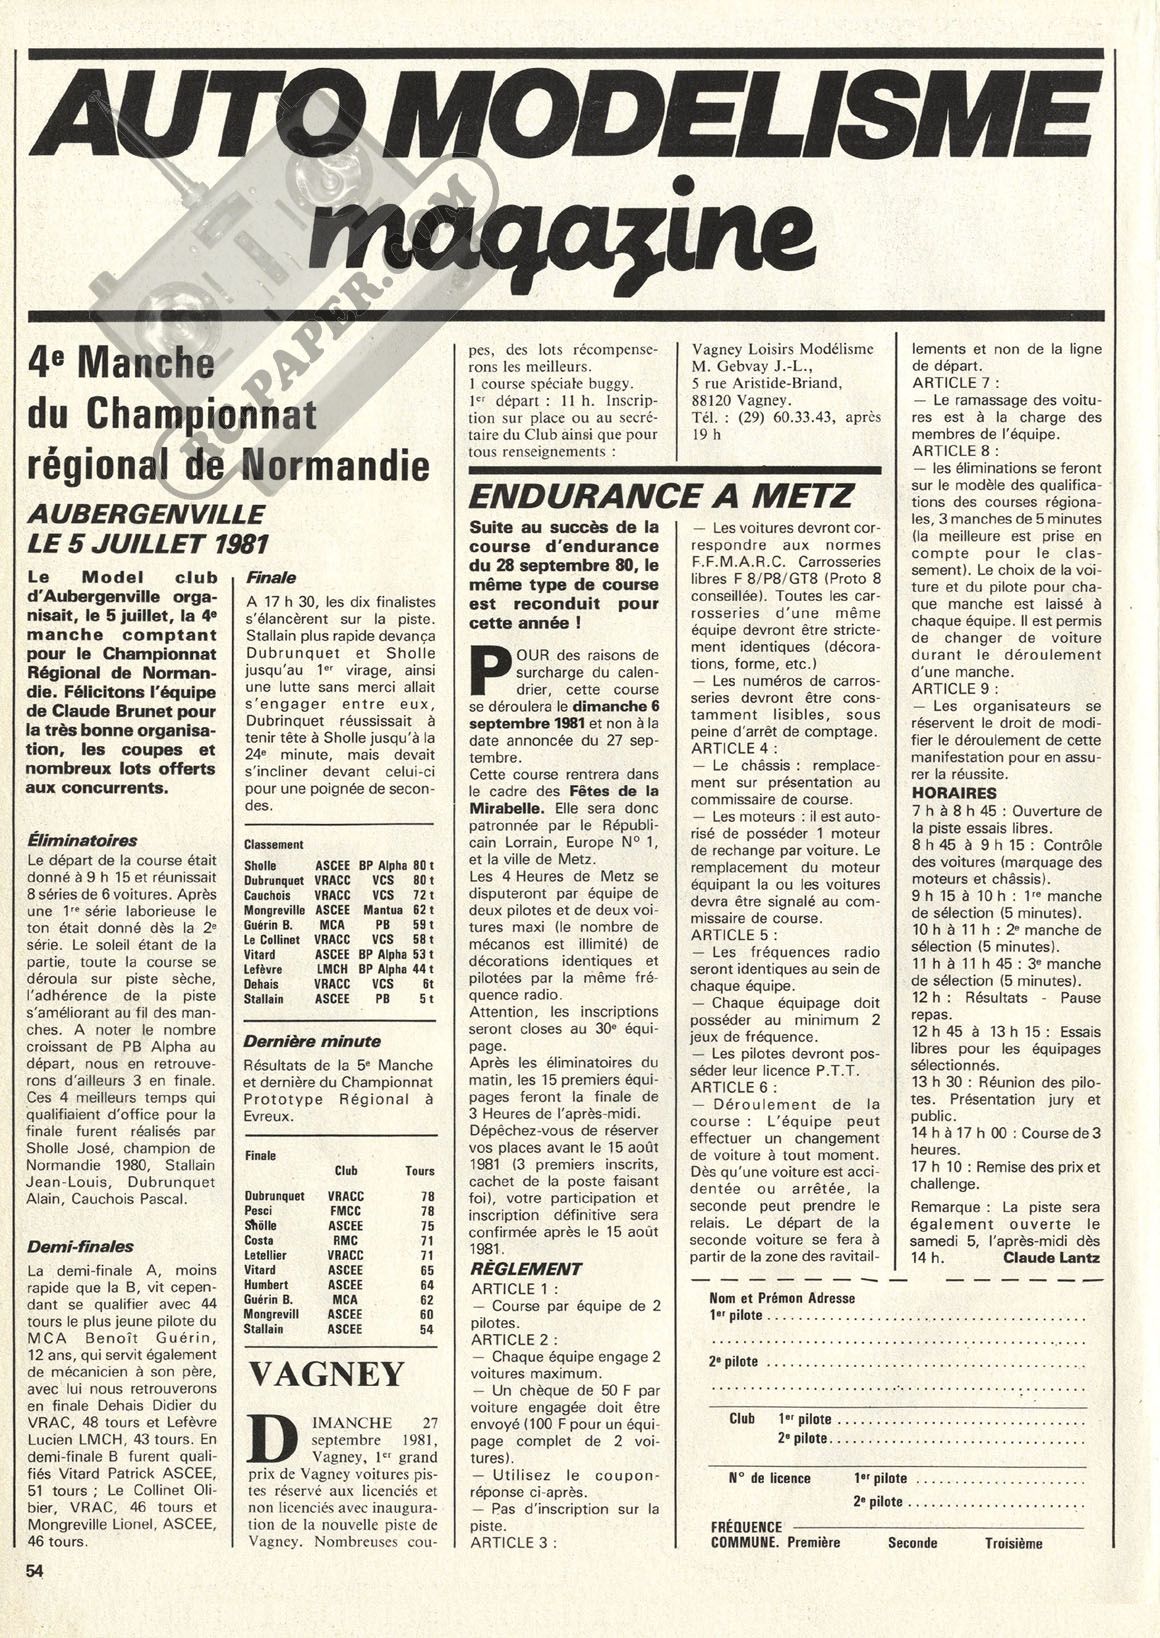 AUTO MODELISME
magazine
RC-PAPER.COM
4e Manche
du Championnat
régional de Normandie
AUBERGENVILLE
LE 5 JUILLET 1981
Le Model club
d'Aubergenville orga-
nisait, le 5 juillet, la 4e
manche comptant
pour le Championnat
Régional de Norman-
die. Félicitons l'équipe
de Claude Brunet pour
la très bonne organisa-
tion, les coupes et
nombreux lots offerts
aux concurrents.
Éliminatoires
Le départ de la course était
donné à 9 h 15 et réunissait
8 séries de 6 voitures. Après
une 1re série laborieuse le
ton était donné dès la 2e
série. Le soleil étant de la
partie, toute la course se
déroula sur piste sèche,
l'adhérence de la piste
s'améliorant au fil des man-
ches. A noter le nombre
croissant de PB Alpha au
départ, nous en retrouve-
rons d'ailleurs 3 en finale.
Ces 4 meilleurs temps qui
qualifiaient d'office pour la
finale furent réalisés par
Sholle José, champion de
Normandie 1980, Stallain
Jean-Louis, Dubrunquet
Alain, Cauchois Pascal.
Demi-finales
La demi-finale A, moins
rapide que la B, vit cepen-
dant se qualifier avec 44
tours le plus jeune pilote du
MCA Benoît Guérin,
12 ans, qui servit également
de mécanicien à son père,
avec lui nous retrouverons
en finale Dehais Didier du
VRAC, 48 tours et Lefèvre
Lucien LMCH, 43 tours. En
demi-finale B furent quali-
fiés Vitard Patrick ASCEE,
51 tours ; Le Collinet Oli-
bier, VRAC, 46 tours et
Mongreville Lionel, ASCEE,
46 tours.
54
Finale
A 17 h 30, les dix finalistes
s'élancèrent sur la piste.
Stallain plus rapide devança
Dubrunquet et Sholle
jusqu'au 1er virage, ainsi
une lutte sans merci allait
s'engager entre eux,
Dubrinquet réussissait à
tenir tête à Sholle jusqu'à la
24e minute, mais devait
s'incliner devant celui-ci
pour une poignée de secon-
des.
Classement
Sholle ASCEE BP Alpha 80 t
Dubrunquet VRACC VCS 80 t
Cauchois VRACC VCS 72 t
Mongreville ASCEE Mantua 62 t
Guérin B. MCA PB 59 t
Le Collinet VRACC VCS 58 t
Vitard ASCEE BP Alpha 53 t
Lefèvre LMCH BP Alpha 44 t
Dehais VRACC VCS 6t
Stallain ASCEE PB 5 t
Dernière minute
Résultats de la 5e Manche
et dernière du Championnat
Prototype Régional à
Evreux.
Finale
Club Tours
Dubrunquet VRACC 78
Pesci FMCC 78
Shölle ASCEE 75
Costa RMC 71
Letellier VRACC 71
Vitard ASCEE 65
Humbert ASCEE 64
Guérin B. MCA 62
Mongrevill ASCEE 60
Stallain ASCEE 54
VAGNEY
DIMANCHE 27
septembre 1981,
Vagney, 1er grand
prix de Vagney voitures pis-
tes réservé aux licenciés et
non licenciés avec inaugura-
tion de la nouvelle piste de
Vagney. Nombreuses cou-
pes, des lots récompense-
rons les meilleurs.
1 course spéciale buggy.
1er départ : 11 h. Inscrip-
tion sur place ou au secré-
taire du Club ainsi que pour
tous renseignements :
Vagney Loisirs Modélisme
M. Gebvay J.-L.,
5 rue Aristide-Briand,
88120 Vagney.
Tél. : (29) 60.33.43, après
19 h
ENDURANCE A METZ
Suite au succès de la
course d'endurance
du 28 septembre 80, le
même type de course
est reconduit pour
cette année !
POUR des raisons de
surcharge du calen-
drier, cette course
se déroulera le dimanche 6
septembre 1981 et non à la
date annoncée du 27 sep-
tembre.
Cette course rentrera dans
le cadre des Fêtes de la
Mirabelle. Elle sera donc
patronnée par le Républi-
cain Lorrain, Europe N° 1,
et la ville de Metz.
Les 4 Heures de Metz se
disputeront par équipe de
deux pilotes et de deux voi-
tures maxi (le nombre de
mécanos est illimité) de
décorations identiques et
pilotées par la même fré-
quence radio.
Attention, les inscriptions
seront closes au 30e équi-
page.
Après les éliminatoires du
matin, les 15 premiers équi-
pages feront la finale de
3 Heures de l'après-midi.
Dépêchez-vous de réserver
vos places avant le 15 août
1981 (3 premiers inscrits,
cachet de la poste faisant
foi), votre participation et
inscription définitive sera
confirmée après le 15 août
1981.
RÈGLEMENT
ARTICLE 1 :
— Course par équipe de 2
pilotes.
ARTICLE 2 :
— Chaque équipe engage 2
voitures maximum.
— Un chèque de 50 F par
voiture engagée doit être
envoyé (100 F pour un équi-
page complet de 2 voi-
tures).
— Utilisez le coupon-
réponse ci-après.
— Pas d'inscription sur la
piste.
ARTICLE 3 :
— Les voitures devront cor-
respondre aux normes
F.F.M.A.R.C. Carrosseries
libres F 8/P8/GT8 (Proto 8
conseillée). Toutes les car-
rosseries d'une même
équipe devront être stricte-
ment identiques (décora-
tions, forme, etc.)
— Les numéros de carros-
series devront être cons-
tamment lisibles, sous
peine d'arrêt de comptage.
ARTICLE 4 :
— Le châssis : remplace-
ment sur présentation au
commissaire de course.
— Les moteurs : il est auto-
risé de posséder 1 moteur
de rechange par voiture. Le
remplacement du moteur
équipant la ou les voitures
devra être signalé au com-
missaire de course.
ARTICLE 5 :
— Les fréquences radio
seront identiques au sein de
chaque équipe.
— Chaque équipage doit
posséder au minimum 2
jeux de fréquence.
— Les pilotes devront pos-
séder leur licence P.T.T.
ARTICLE 6 :
— Déroulement de la
course : L'équipe peut
effectuer un changement
de voiture à tout moment.
Dès qu'une voiture est acci-
dentée ou arrêtée, la
seconde peut prendre le
relais. Le départ de la
seconde voiture se fera à
partir de la zone des ravitail-
lements et non de la ligne
de départ.
ARTICLE 7 :
— Le ramassage des voitu-
res est à la charge des
membres de l'équipe.
ARTICLE 8 :
— les éliminations se feront
sur le modèle des qualifica-
tions des courses régiona-
les, 3 manches de 5 minutes
(la meilleure est prise en
compte pour le clas-
sement). Le choix de la voi-
ture et du pilote pour cha-
que manche est laissé à
chaque équipe. Il est permis
de changer de voiture
durant le déroulement
d'une manche.
ARTICLE 9 :
— Les organisateurs se
réservent le droit de modi-
fier le déroulement de cette
manifestation pour en assu-
rer la réussite.
HORAIRES
7 h à 8 h 45 : Ouverture de
la piste essais libres.
8 h 45 à 9 h 15 : Contrôle
des voitures (marquage des
moteurs et châssis).
9 h 15 à 10 h : 1re manche
de sélection (5 minutes).
10 h à 11 h : 2e manche de
sélection (5 minutes).
11 h à 11 h 45 : 3e manche
de sélection (5 minutes).
12 h : Résultats - Pause
repas.
12 h 45 à 13 h 15 : Essais
libres pour les équipages
sélectionnés.
13 h 30 : Réunion des pilo-
tes. Présentation jury et
public.
14 h à 17 h 00 : Course de 3
heures.
17 h 10 : Remise des prix et
challenge.
Remarque : La piste sera
également ouverte le
samedi 5, l'après-midi dès
14 h. Claude Lantz
Nom et Prémon Adresse
1er pilote
2e pilote
Club 1er pilote
2e pilote
N° de licence 1er pilote
2e pilote
FRÉQUENCE
COMMUNE. Première Seconde Troisième